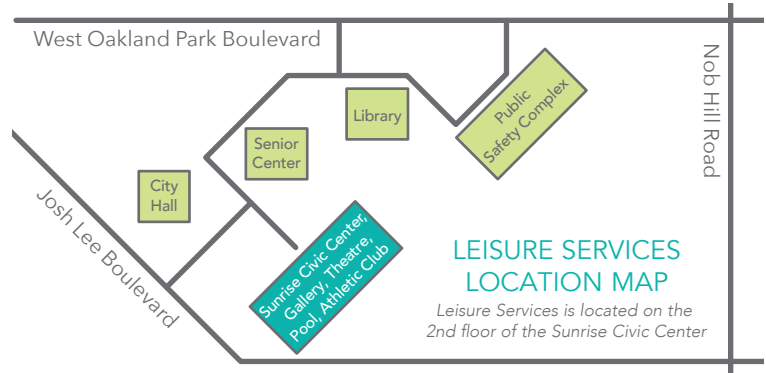 West Oakland Park Boulevard
Nob Hill Road
Public
Safety Complex
Library
Senior
Center
City
Hall
Josh Lee Boulevard
Sunrise Civic Center,
Gallery, Theatre,
Pool, Athletic Club
LEISURE SERVICES
LOCATION MAP
Leisure Services is located on the
2nd floor of the Sunrise Civic Center